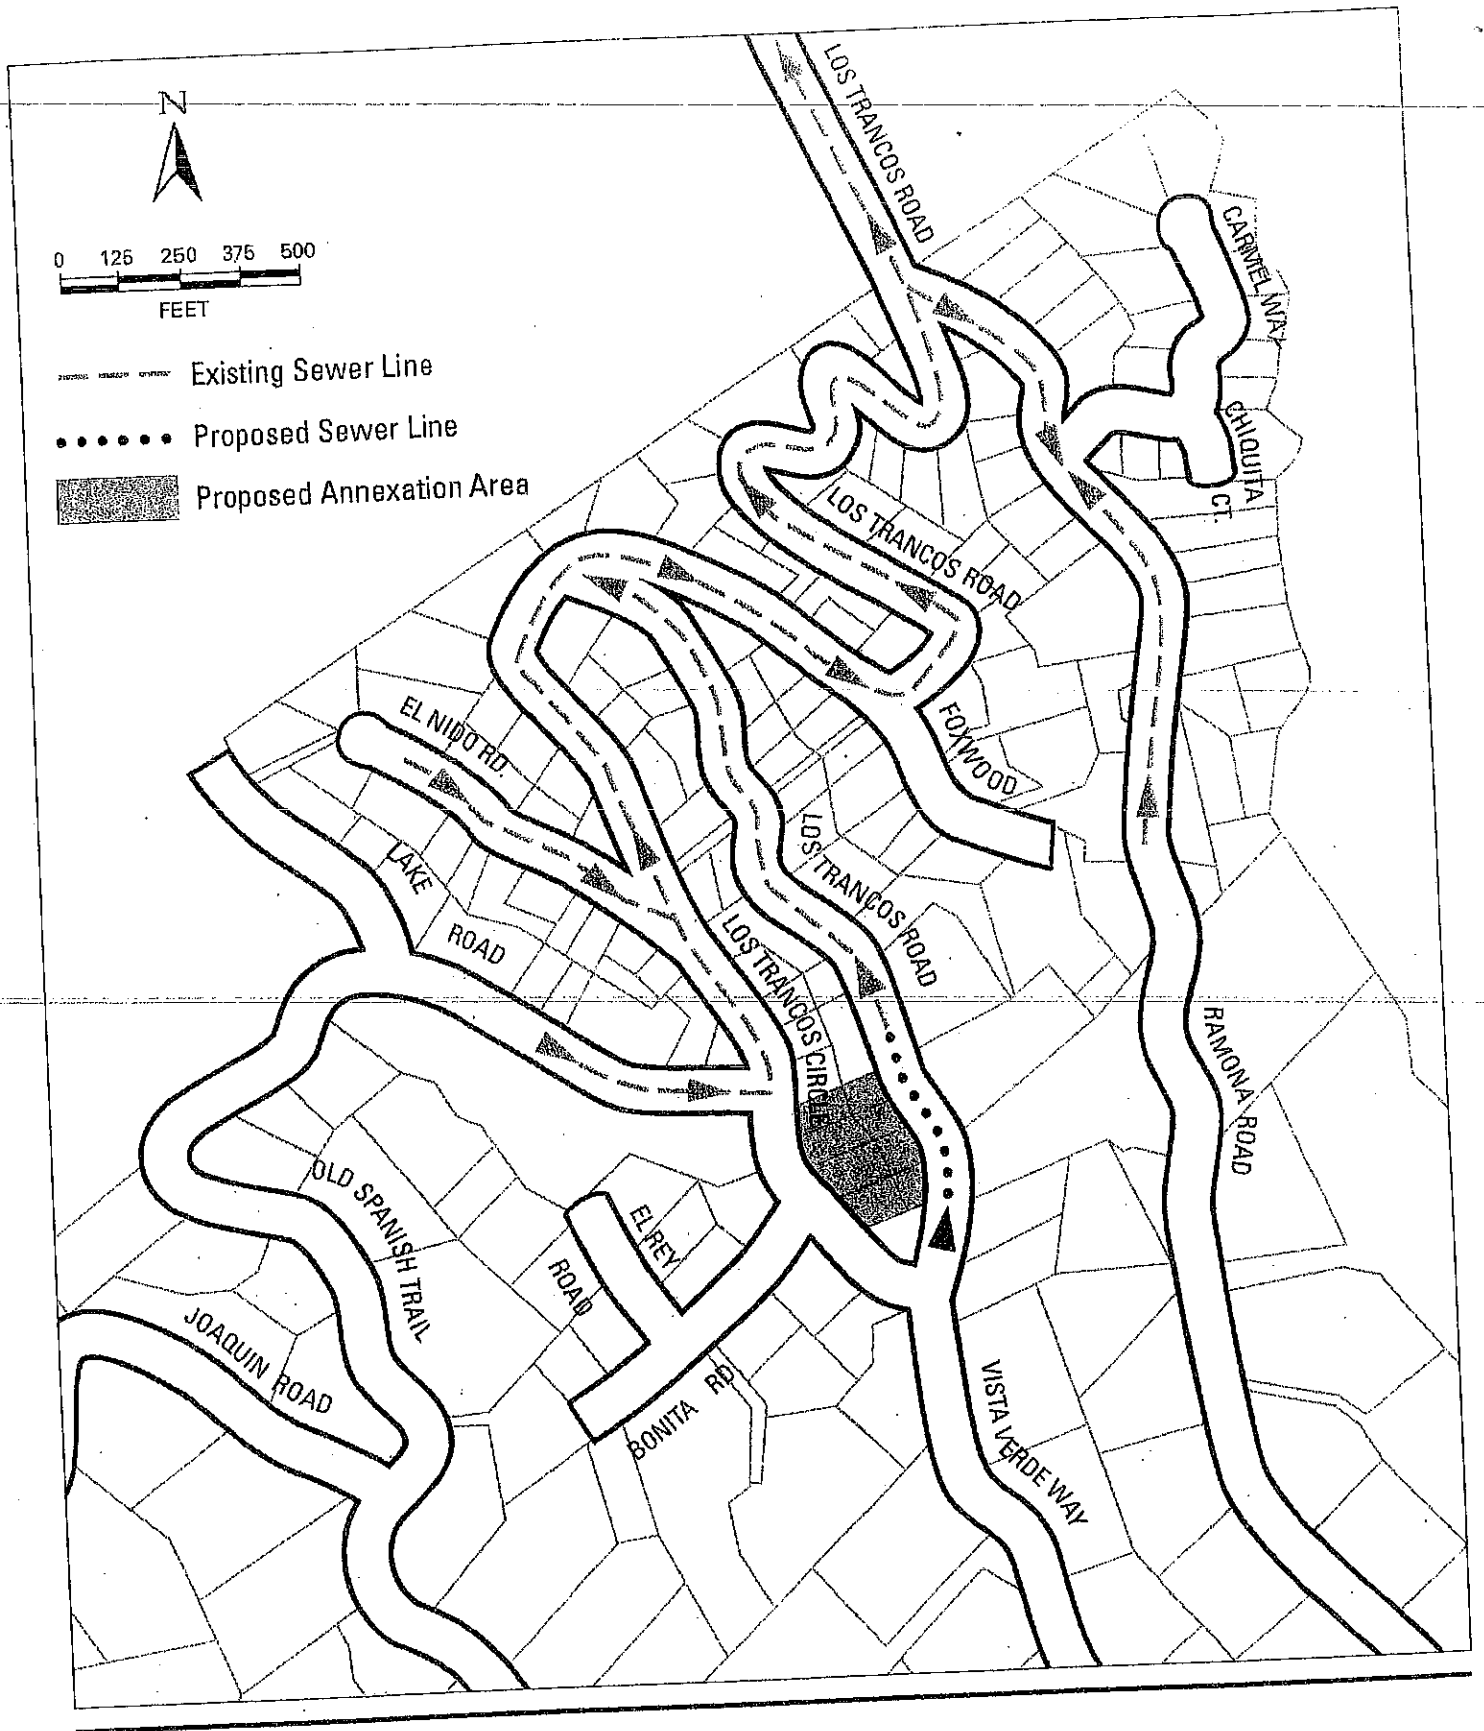 N
0 125 250 375 500
FEET
Existing Sewer Line
Proposed Sewer Line
Proposed Annexation Area
LOS TRANCOS ROAD
CARMEL WAY
CHIQUITA
CT.
LOS TRANCOS ROAD
FOXWOOD
EL NIDO RD.
LAKE
ROAD
LOS TRANCOS ROAD
LOS TRANCOS CIRCLE
RAMONA ROAD
OLD SPANISH TRAIL
EL REY
ROAD
JOAQUIN ROAD
BONITA RD
VISTA VERDE WAY